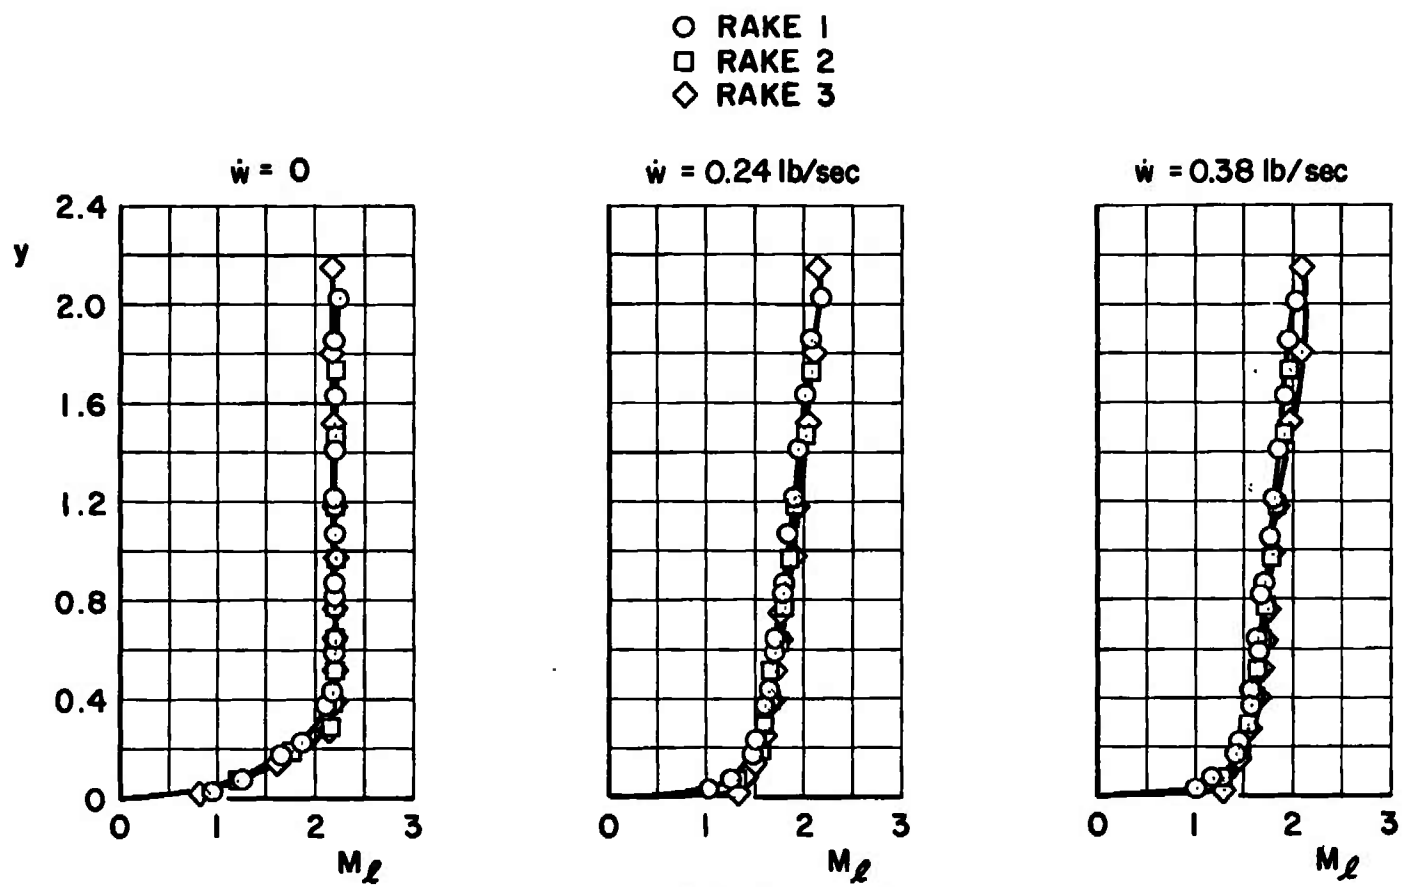 RAKE 1
RAKE 2
RAKE 3
ẇ = 0
ẇ = 0.24 lb/sec
ẇ = 0.38 lb/sec
2.4
y
2.0
1.6
1.2
0.8
0.4
0
0 1 2 3
0 1 2 3
0 1 2 3
Mℓ
Mℓ
Mℓ